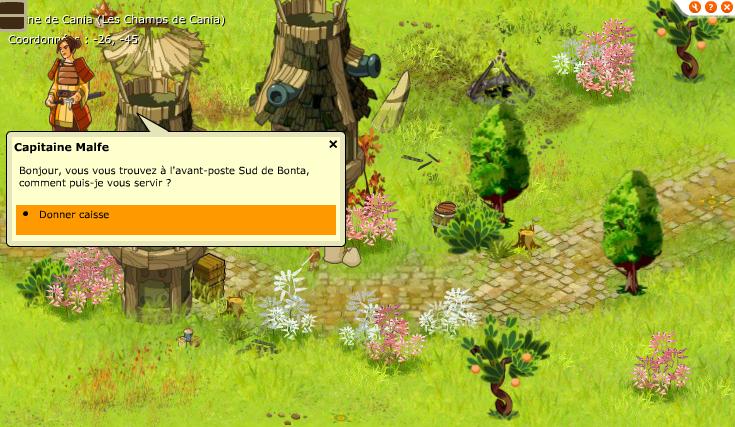 ne de Cania (Les Champs de Cania)
Coordonnées : -26, -45
Capitaine Malfe
Bonjour, vous vous trouvez à l'avant-poste Sud de Bonta,
comment puis-je vous servir ?
• Donner caisse